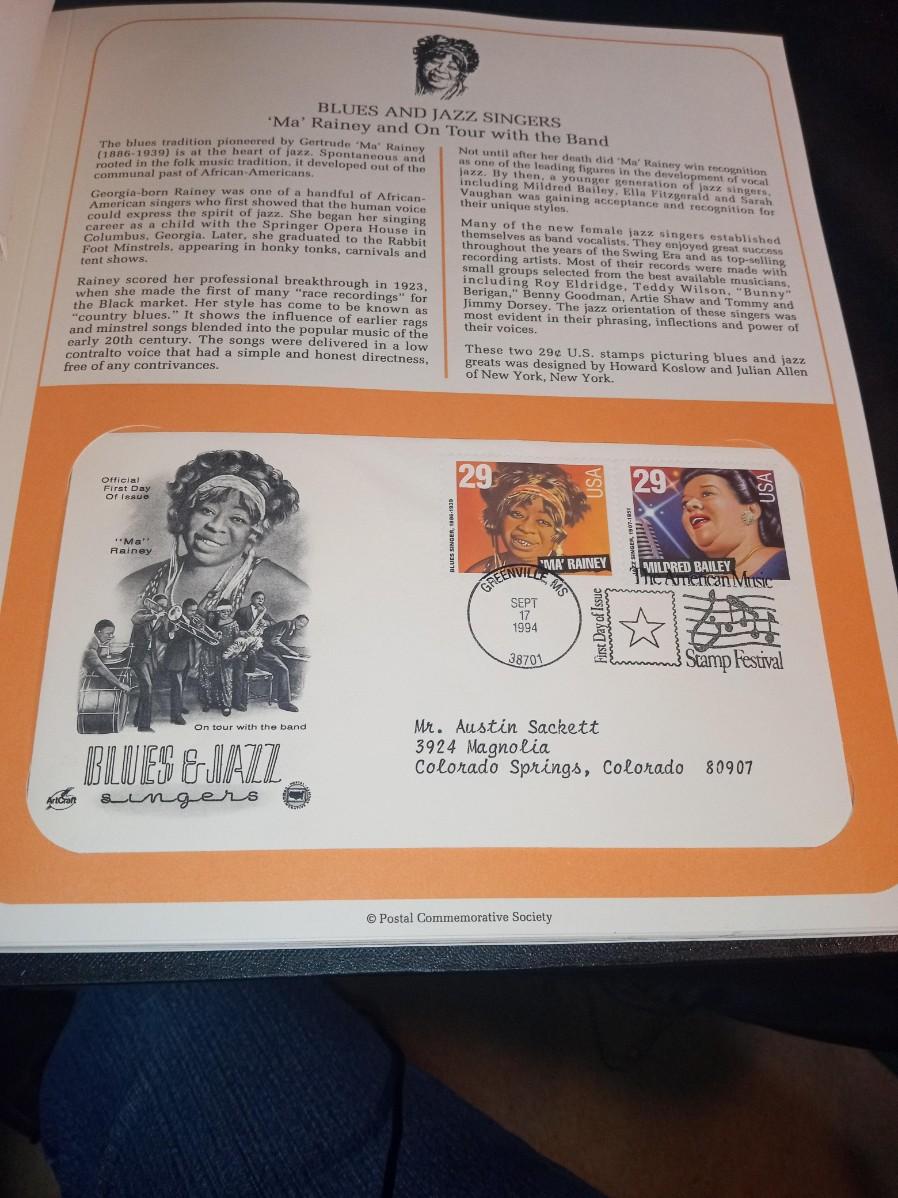 BLUES AND JAZZ SINGERS
'Ma' Rainey and On Tour with the Band
The blues tradition pioneered by Gertrude 'Ma' Rainey
(1886-1939) is at the heart of jazz. Spontaneous and
rooted in the folk music tradition, it developed out of the
communal past of African-Americans.
Georgia-born Rainey was one of a handful of African-
American singers who first showed that the human voice
could express the spirit of jazz. She began her singing
career as a child with the Springer Opera House in
Columbus, Georgia. Later, she graduated to the Rabbit
Foot Minstrels, appearing in honky tonks, carnivals and
tent shows.
Rainey scored her professional breakthrough in 1923,
when she made the first of many "race recordings" for
the Black market. Her style has come to be known as
"country blues." It shows the influence of earlier rags
and minstrel songs blended into the popular music of the
early 20th century. The songs were delivered in a low
contralto voice that had a simple and honest directness,
free of any contrivances.
Not until after her death did 'Ma' Rainey win recognition
as one of the leading figures in the development of vocal
jazz. By then, a younger generation of jazz singers,
including Mildred Bailey, Ella Fitzgerald and Sarah
Vaughan was gaining acceptance and recognition for
their unique styles.
Many of the new female jazz singers established
themselves as band vocalists. They enjoyed great success
throughout the years of the Swing Era and as top-selling
recording artists. Most of their records were made with
small groups selected from the best available musicians,
including Roy Eldridge, Teddy Wilson, "Bunny"
Berigan," Benny Goodman, Artie Shaw and Tommy and
Jimmy Dorsey. The jazz orientation of these singers was
most evident in their phrasing, inflections and power of
their voices.
These two 29¢ U.S. stamps picturing blues and jazz
greats was designed by Howard Koslow and Julian Allen
of New York, New York.
Official
First Day
Of Issue
"Ma"
Rainey
On tour with the band
BLUES & JAZZ
singers
ArtCraft
29
USA
BLUES SINGER, 1886-1939
'MA' RAINEY
29
USA
JAZZ SINGER, 1907-1951
MILDRED BAILEY
GREENVILLE, MS
SEPT
17
1994
38701
First Day of Issue
The American Music
Stamp Festival
Mr. Austin Sackett
3924 Magnolia
Colorado Springs, Colorado 80907
© Postal Commemorative Society